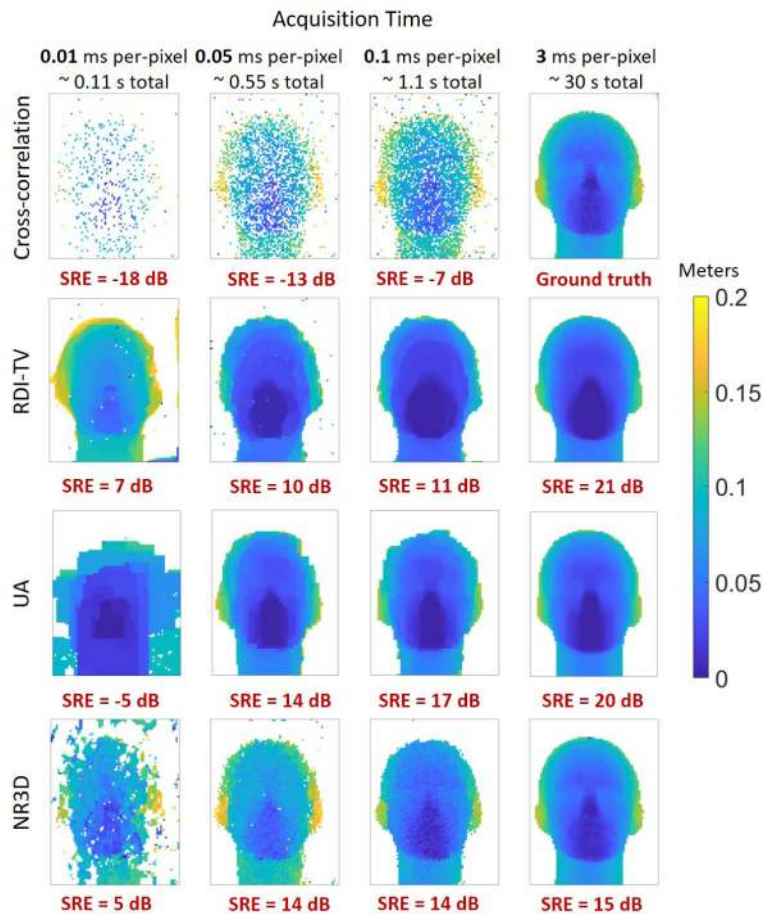 Acquisition Time
0.01 ms per-pixel 0.05 ms per-pixel 0.1 ms per-pixel 3 ms per-pixel
~ 0.11 s total ~ 0.55 s total ~ 1.1 s total ~ 30 s total
Cross-correlation
SRE = -18 dB SRE = -13 dB SRE = -7 dB Ground truth
RDI-TV
SRE = 7 dB SRE = 10 dB SRE = 11 dB SRE = 21 dB
UA
SRE = -5 dB SRE = 14 dB SRE = 17 dB SRE = 20 dB
NR3D
SRE = 5 dB SRE = 14 dB SRE = 14 dB SRE = 15 dB
Meters
0.2
0.15
0.1
0.05
0